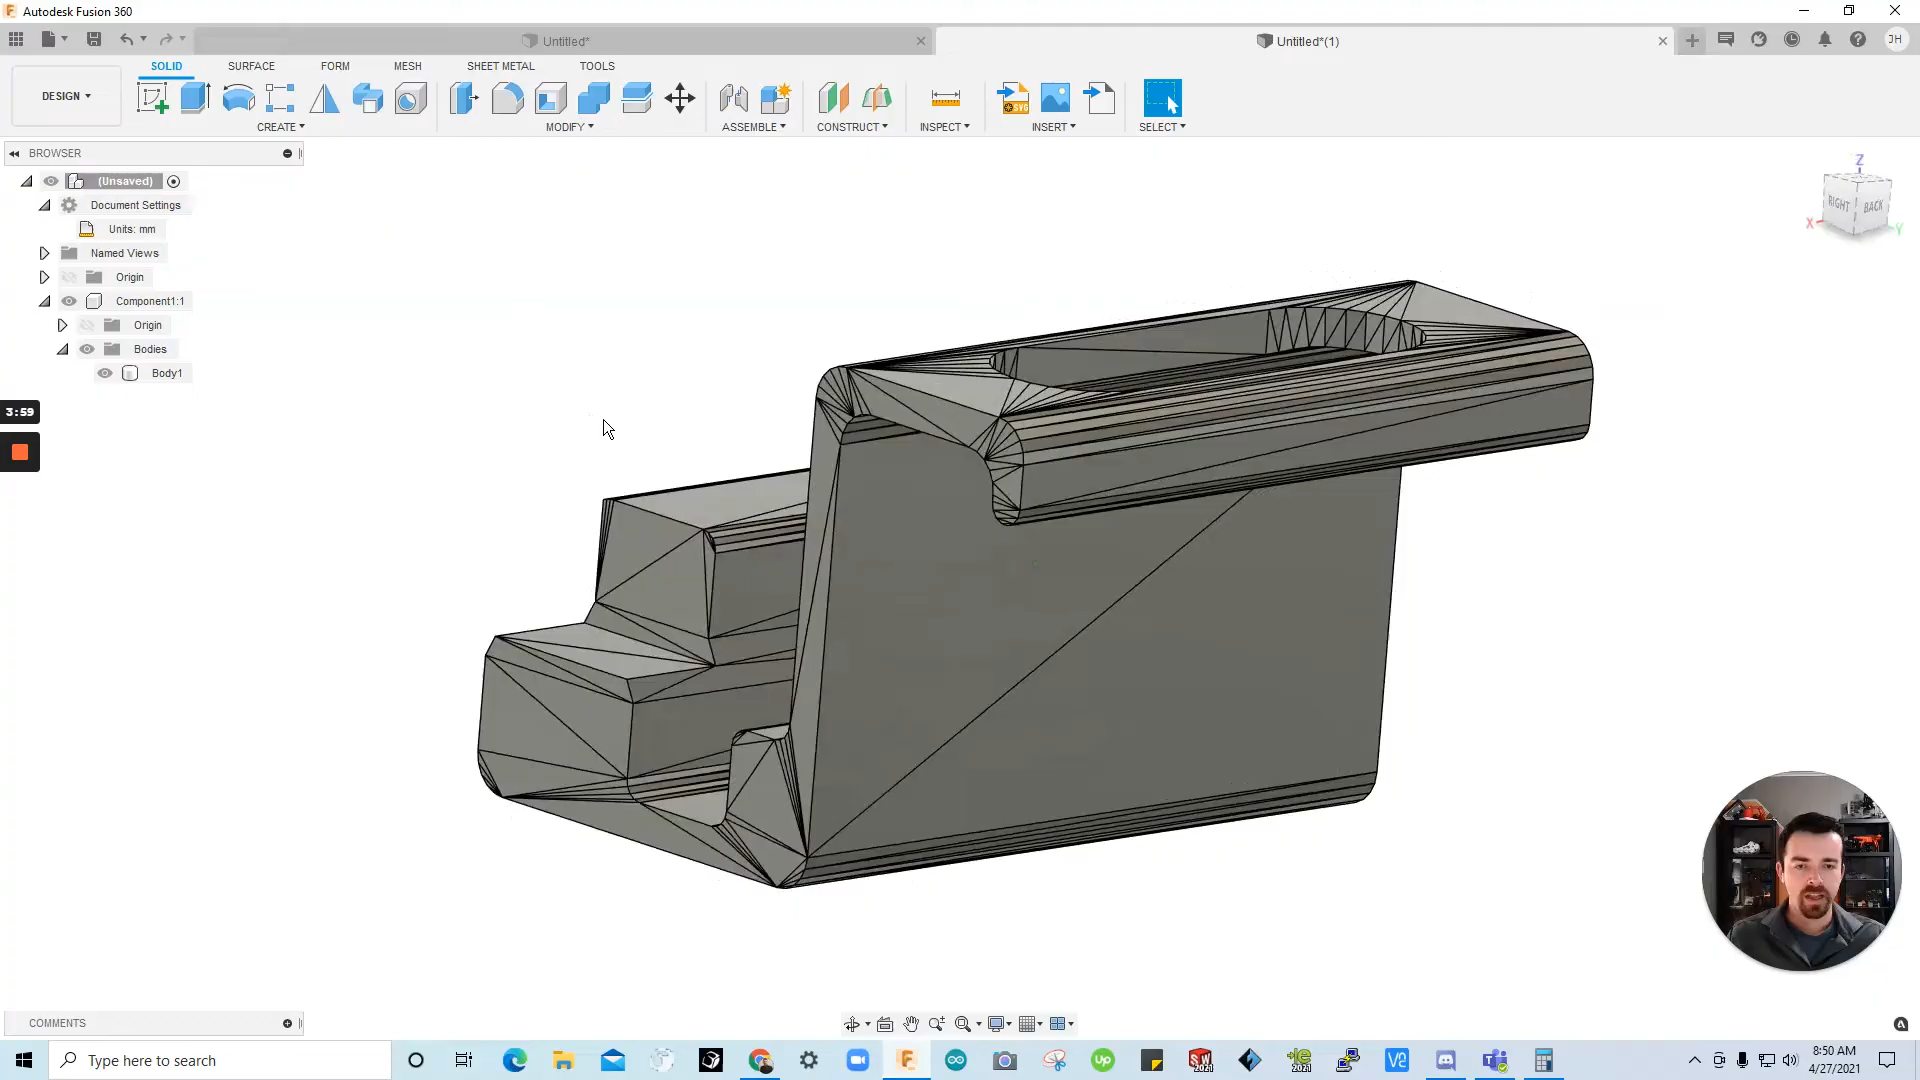 Autodesk Fusion 360
Untitled*
Untitled*(1)
JH
SOLID SURFACE FORM MESH SHEET METAL TOOLS
DESIGN
CREATE MODIFY ASSEMBLE CONSTRUCT INSPECT INSERT SELECT
SVG
BROWSER
(Unsaved)
Document Settings
Units: mm
Named Views
Origin
Component1:1
Origin
Bodies
Body1
3:59
Z
RIGHT BACK
X
Y
COMMENTS
Type here to search
8:50 AM
4/27/2021